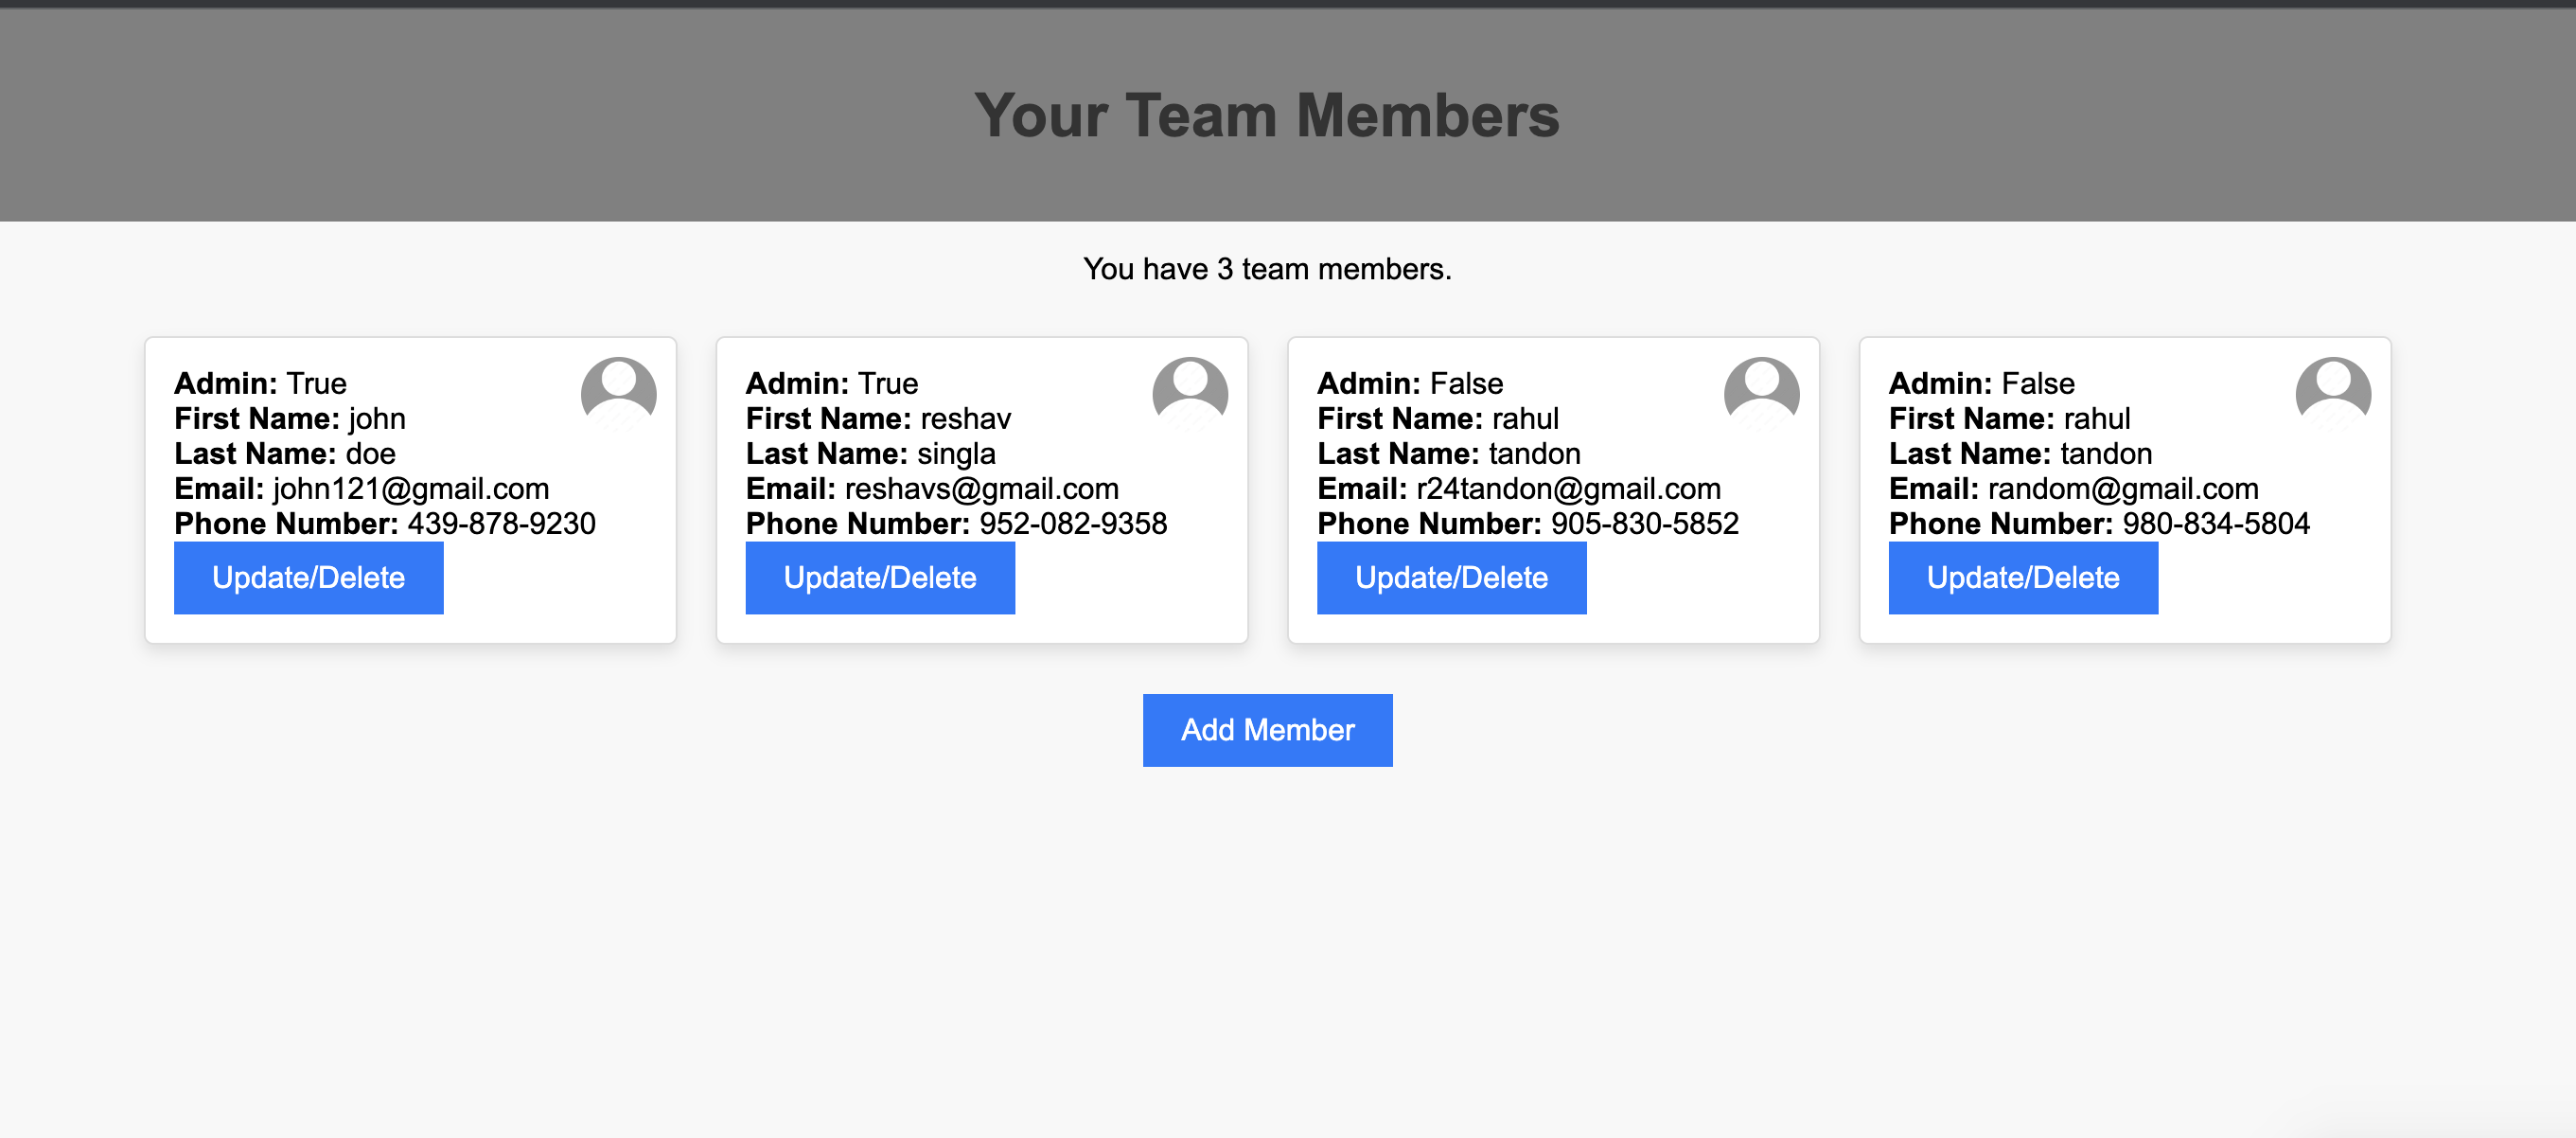 Your Team Members
You have 3 team members.
Admin: True
First Name: john
Last Name: doe
Email: john121@gmail.com
Phone Number: 439-878-9230
Update/Delete
Admin: True
First Name: reshav
Last Name: singla
Email: reshavs@gmail.com
Phone Number: 952-082-9358
Update/Delete
Admin: False
First Name: rahul
Last Name: tandon
Email: r24tandon@gmail.com
Phone Number: 905-830-5852
Update/Delete
Admin: False
First Name: rahul
Last Name: tandon
Email: random@gmail.com
Phone Number: 980-834-5804
Update/Delete
Add Member